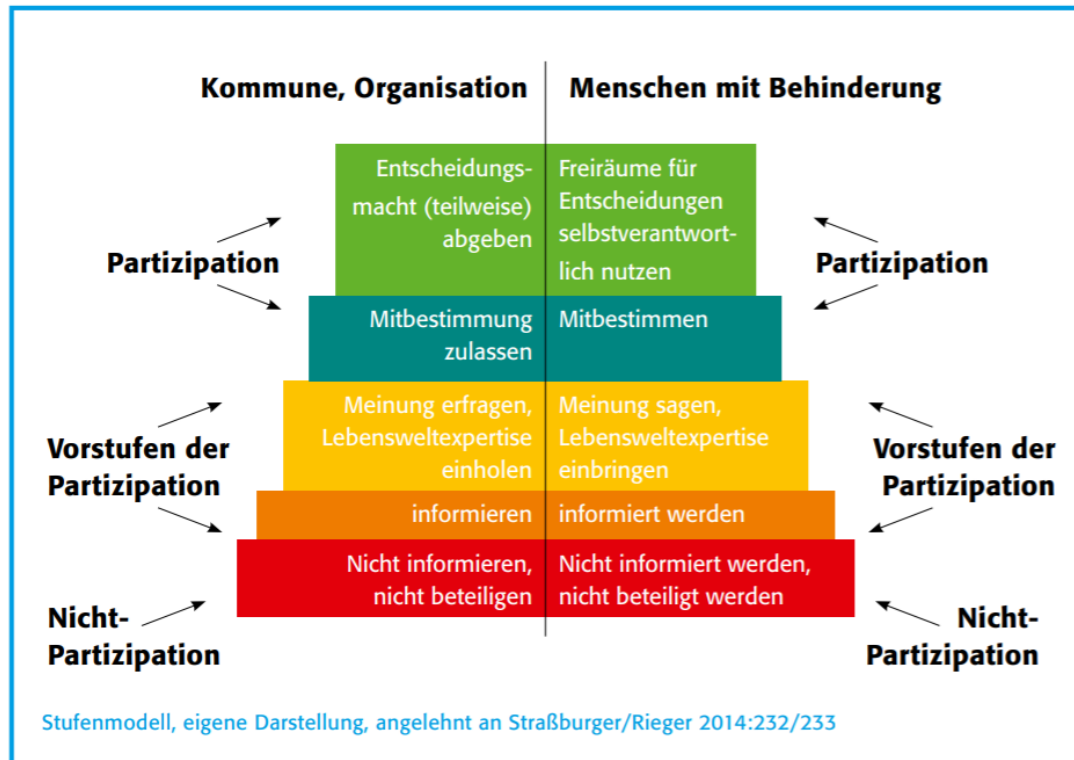 Kommune, Organisation
Menschen mit Behinderung
Entscheidungs-
macht (teilweise)
abgeben
Freiräume für
Entscheidungen
selbstverantwort-
lich nutzen
Partizipation
Partizipation
Mitbestimmung
zulassen
Mitbestimmen
Meinung erfragen,
Lebensweltexpertise
einholen
Meinung sagen,
Lebensweltexpertise
einbringen
Vorstufen der
Partizipation
Vorstufen der
Partizipation
informieren
informiert werden
Nicht informieren,
nicht beteiligen
Nicht informiert werden,
nicht beteiligt werden
Nicht-
Partizipation
Nicht-
Partizipation
Stufenmodell, eigene Darstellung, angelehnt an Straßburger/Rieger 2014:232/233